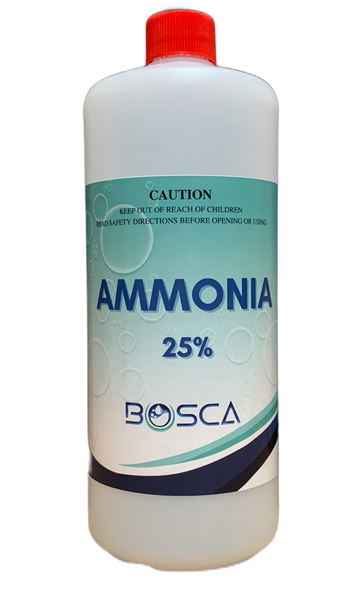 CAUTION
KEEP OUT OF REACH OF CHILDREN
READ SAFETY DIRECTIONS BEFORE OPENING OR USING
AMMONIA
25%
BOSCA